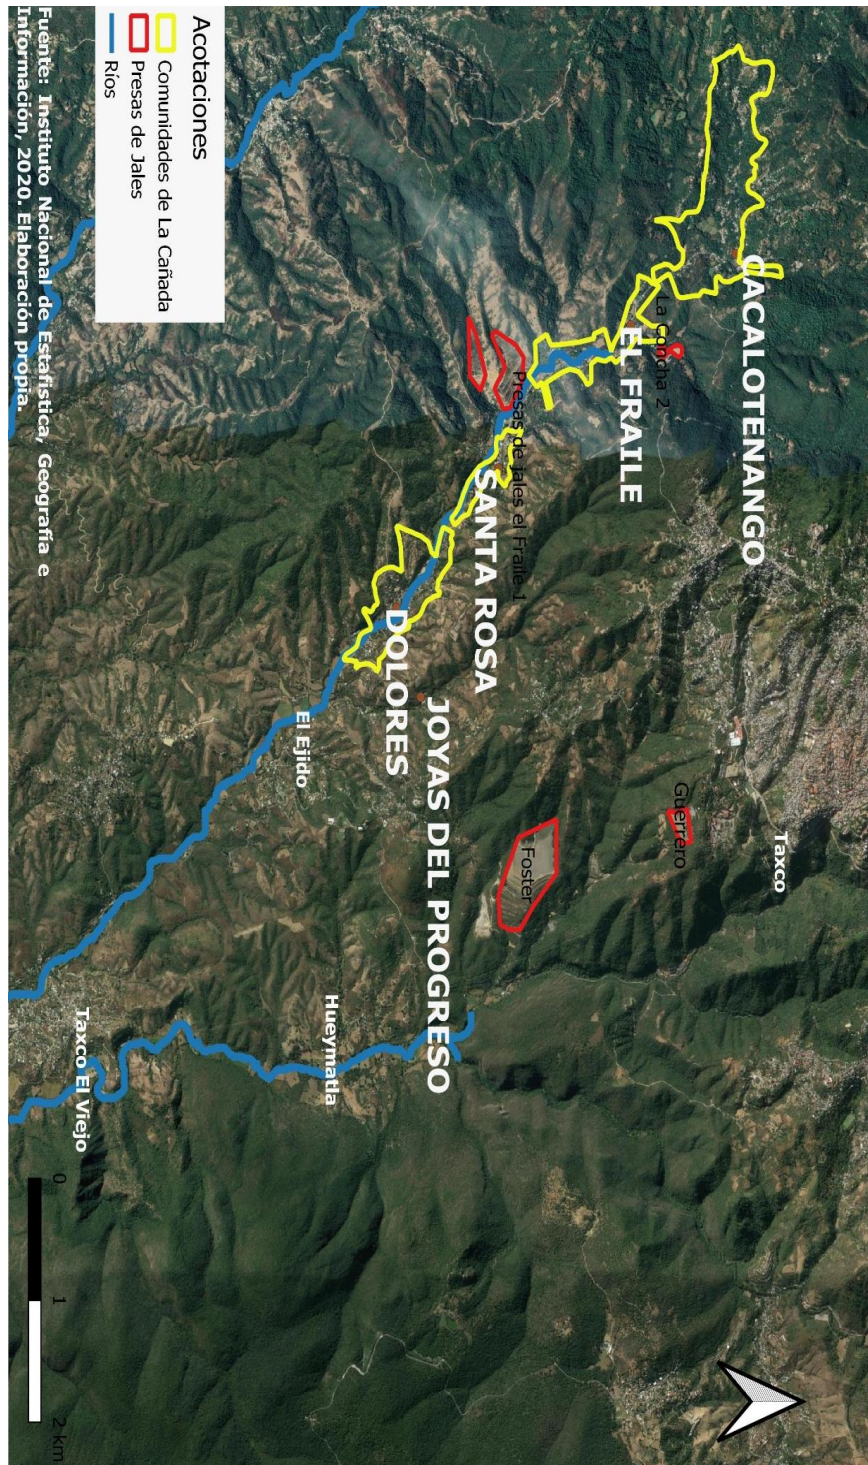 Taxco
CACALOTENANGO
Guerrero
La Concha 2
EL FRAILE
Foster
Presas de jales el Fraile 1
SANTA ROSA
JOYAS DEL PROGRESO
DOLORES
Hueymatla
El Ejido
Acotaciones
Comunidades de La Cañada
Presas de Jales
Ríos
Taxco El Viejo
0 1 2 km
Fuente: Instituto Nacional de Estafística, Geografía e
Información, 2020. Elaboración propia.